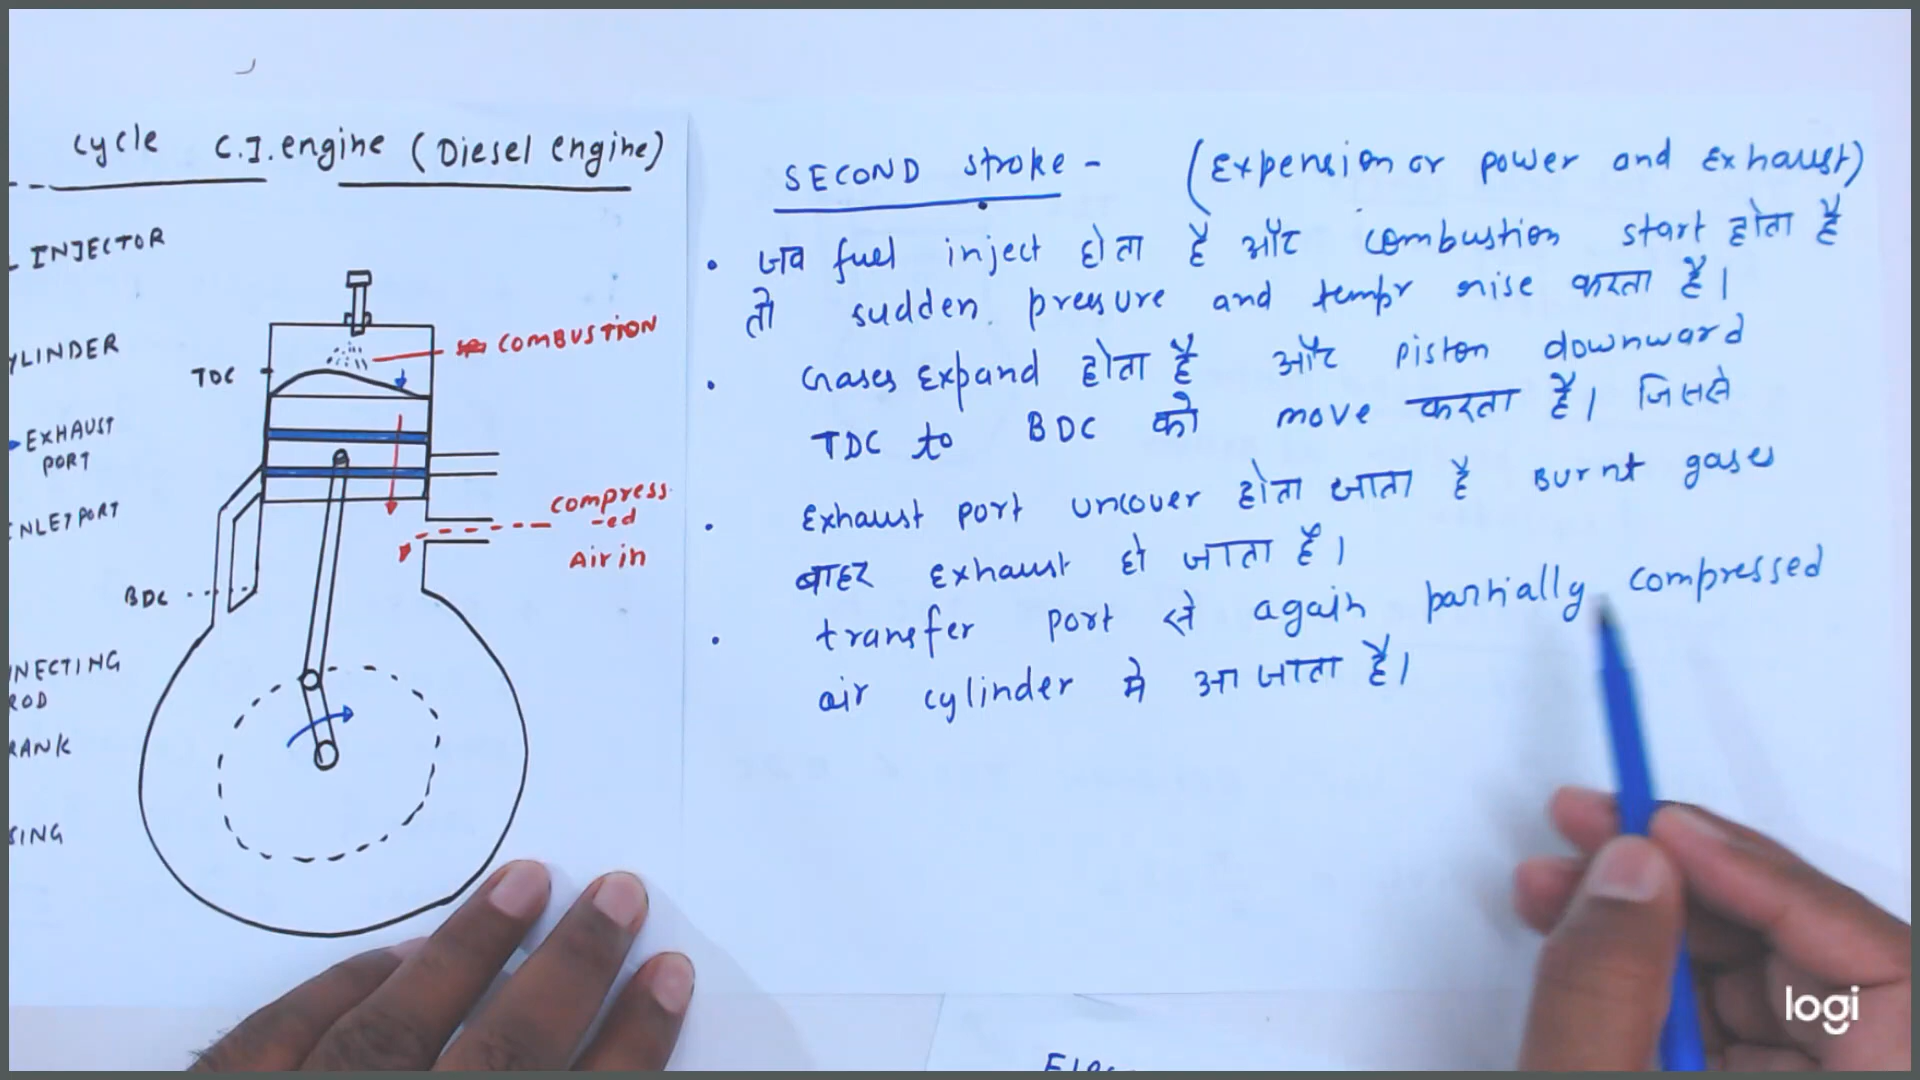 cycle C.I. engine (Diesel engine)
INJECTOR
YLINDER
TDC
COMBUSTION
EXHAUST
PORT
NLET PORT
compress
-ed
Air in
BDC
NNECTING
ROD
RANK
SING
SECOND stroke - (Expension or power and Exhaust)
• जब fuel inject होता है और combustion start होता है
तो sudden pressure and tempr rise करता है।
• Gases expand होता है और piston downward
TDC to BDC को move करता है। जिससे
• Exhaust port uncover होता जाता है Burnt gases
बाहर exhaust हो जाता है।
• transfer port से again partially compressed
air cylinder मे आ जाता है।
logi